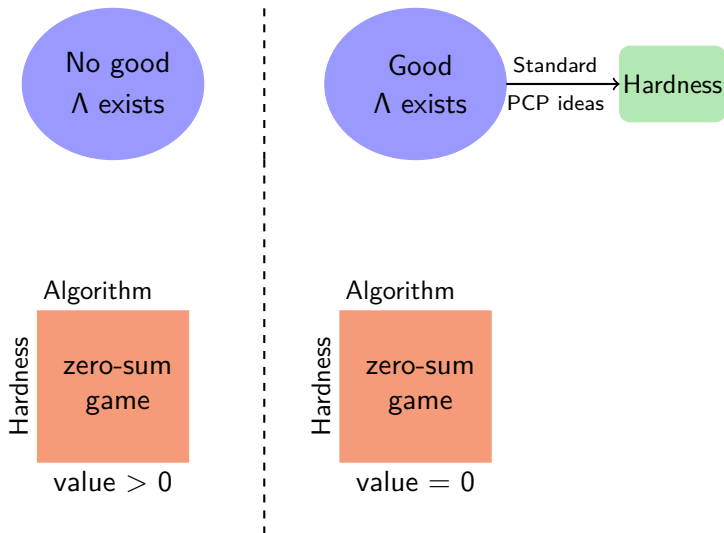 No good
Λ exists
Good
Λ exists
Standard
PCP ideas
Hardness
Algorithm
Hardness
zero-sum
game
value > 0
Algorithm
Hardness
zero-sum
game
value = 0